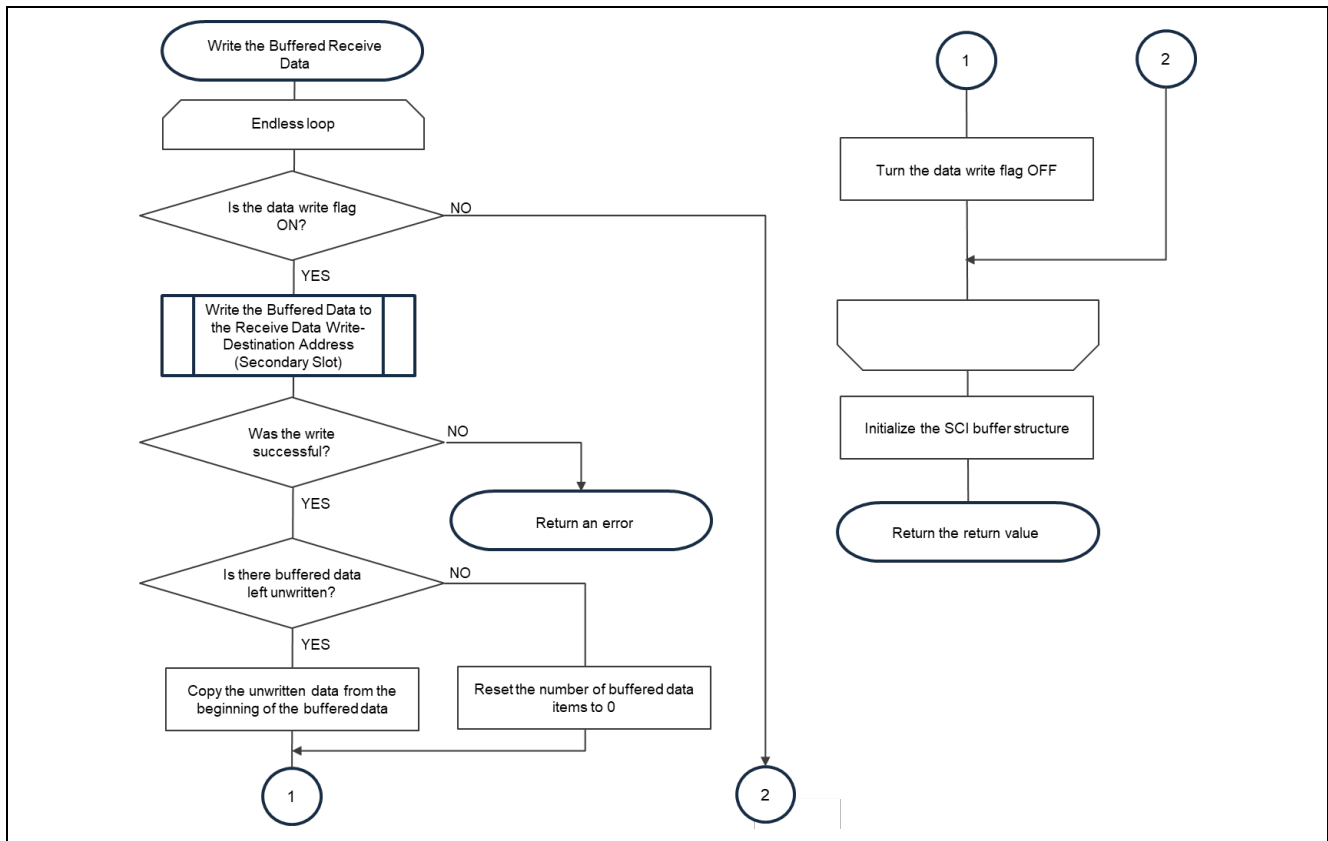 Write the Buffered Receive
Data
Endless loop
Is the data write flag
ON?
NO
YES
Write the Buffered Data to
the Receive Data Write-
Destination Address
(Secondary Slot)
Was the write
successful?
NO
YES
Return an error
Is there buffered data
left unwritten?
NO
YES
Copy the unwritten data from the
beginning of the buffered data
Reset the number of buffered data
items to 0
1
2
1
2
Turn the data write flag OFF
Initialize the SCI buffer structure
Return the return value